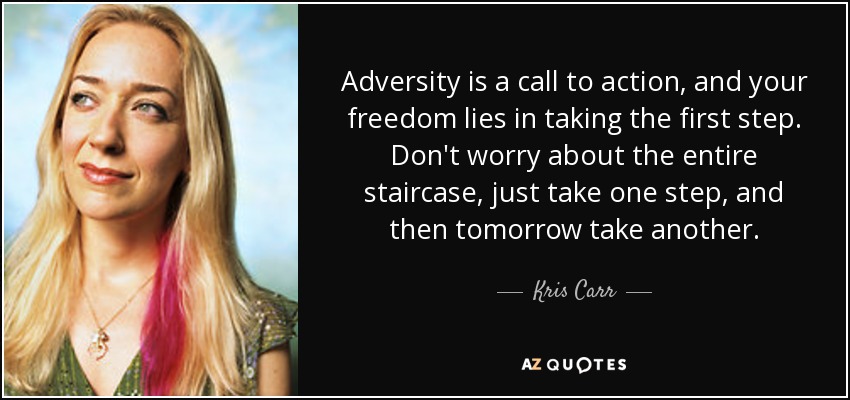 Adversity is a call to action, and your
freedom lies in taking the first step.
Don't worry about the entire
staircase, just take one step, and
then tomorrow take another.
Kris Carr
AZ QUOTES